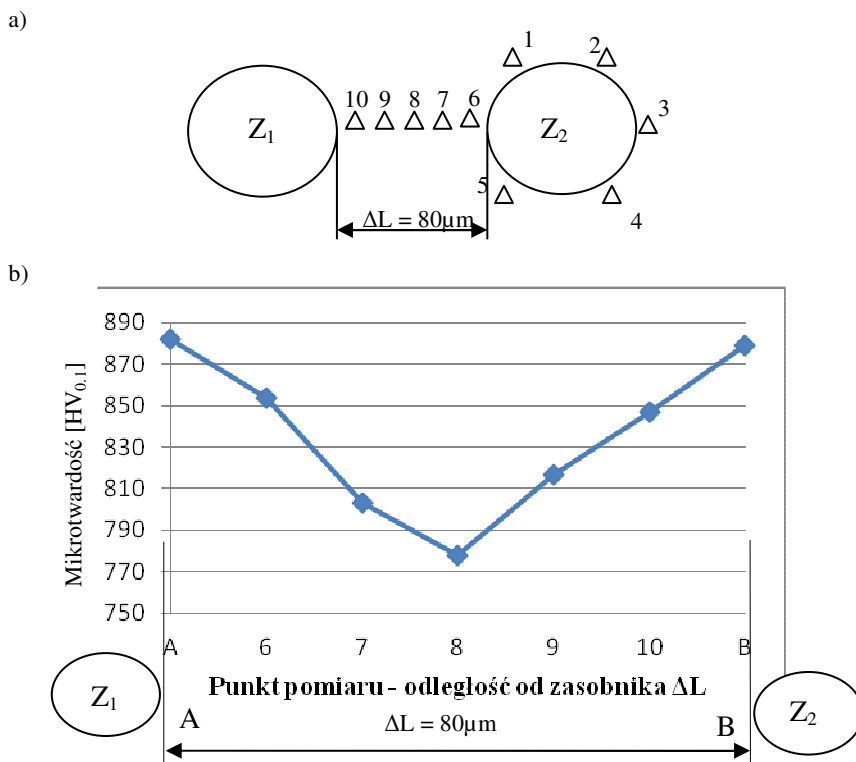 a)
1 2
10 9 8 7 6 3
Z1 Z2
5 4
ΔL = 80µm
b)
890
870
850
830
810
790
770
750
Mikrotwardość [HV0.1]
A 6 7 8 9 10 B
Punkt pomiaru - odległość od zasobnika ΔL
Z1 A ΔL = 80µm B Z2